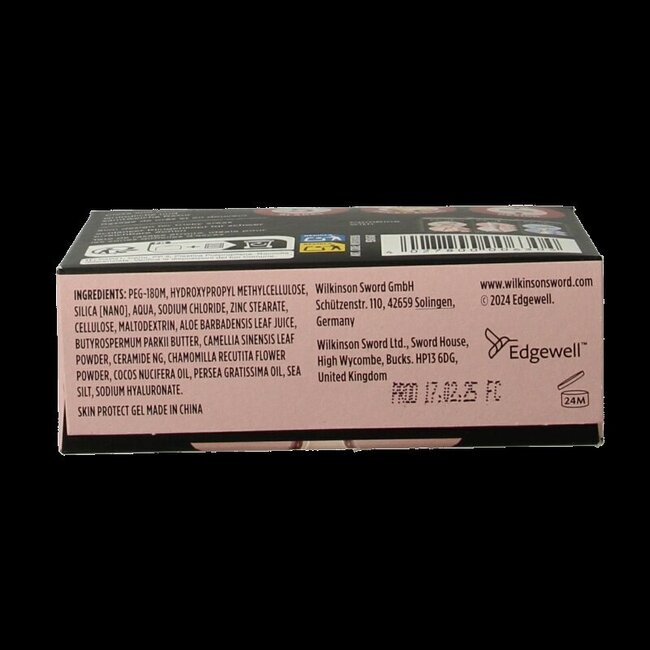 INGREDIENTS: PEG-180M, HYDROXYPROPYL METHYLCELLULOSE,
SILICA [NANO], AQUA, SODIUM CHLORIDE, ZINC STEARATE,
CELLULOSE, MALTODEXTRIN, ALOE BARBADENSIS LEAF JUICE,
BUTYROSPERMUM PARKII BUTTER, CAMELLIA SINENSIS LEAF
POWDER, CERAMIDE NG, CHAMOMILLA RECUTITA FLOWER
POWDER, COCOS NUCIFERA OIL, PERSEA GRATISSIMA OIL, SEA
SILT, SODIUM HYALURONATE.
SKIN PROTECT GEL MADE IN CHINA
Wilkinson Sword GmbH
Schützenstr. 110, 42659 Solingen,
Germany
Wilkinson Sword Ltd., Sword House,
High Wycombe, Bucks. HP13 6DG,
United Kingdom
PROD 17.02.25 FC
www.wilkinsonsword.com
© 2024 Edgewell.
Edgewell™
24M